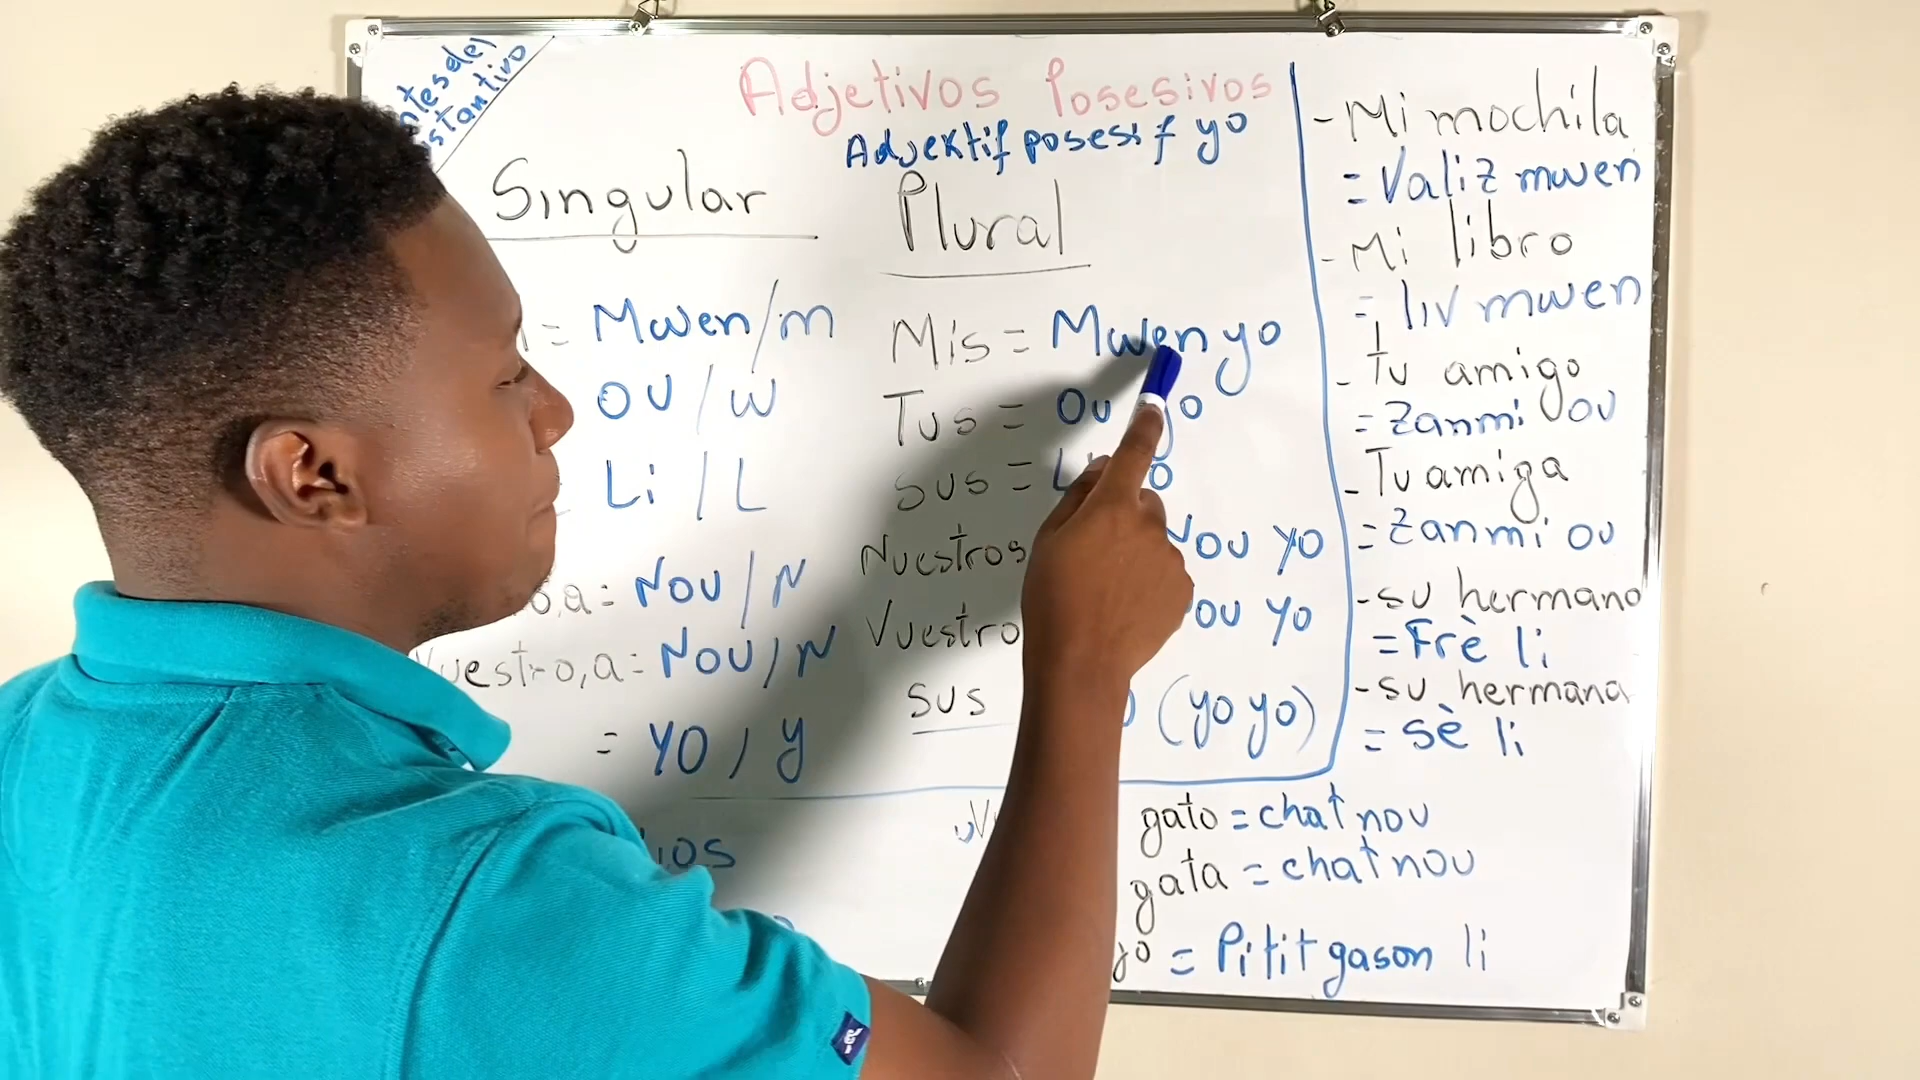 Adjetivos Posesivos
Adjektif posesif yo
Singular
= Mwen/m
OU / W
Li / L
o,a = NOU / N
Vuestro,a = NOU/N
= YO / y
Plural
Mis = Mwen yo
Tus = Ou yo
sus =
Nuestros NOU YO
Vuestro OU YO
sus (yo yo)
- Mi mochila
= Valiz mwen
- Mi libro
= liv mwen
- Tu amigo
= Zanmi OU
- Tu amiga
= Zanmi OU
- su hermano
= Frè li
- su hermana
= sè li
gato = chat nou
gata = chat nou
= Pitit gason li